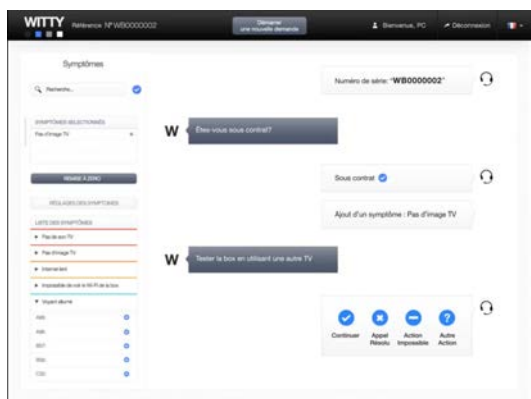 WITTY
Référence N° WB0000002
Démarrer
une nouvelle demande
Bienvenue, PC
Déconnexion
Symptômes
Recherche...
SYMPTÔMES SÉLECTIONNÉS
Pas d'image TV
REMISE À ZÉRO
RÉGLAGES DES SYMPTÔMES
LISTE DES SYMPTÔMES
Pas de son TV
Pas d'image TV
Internet lent
Impossible de voir le Wi-Fi de la box
Voyant allumé
Numéro de série: "WB0000002"
W
Êtes-vous sous contrat?
Sous contrat
Ajout d'un symptôme : Pas d'image TV
W
Tester la box en utilisant une autre TV
Continuer
Appel
Résolu
Action
Impossible
Autre
Action